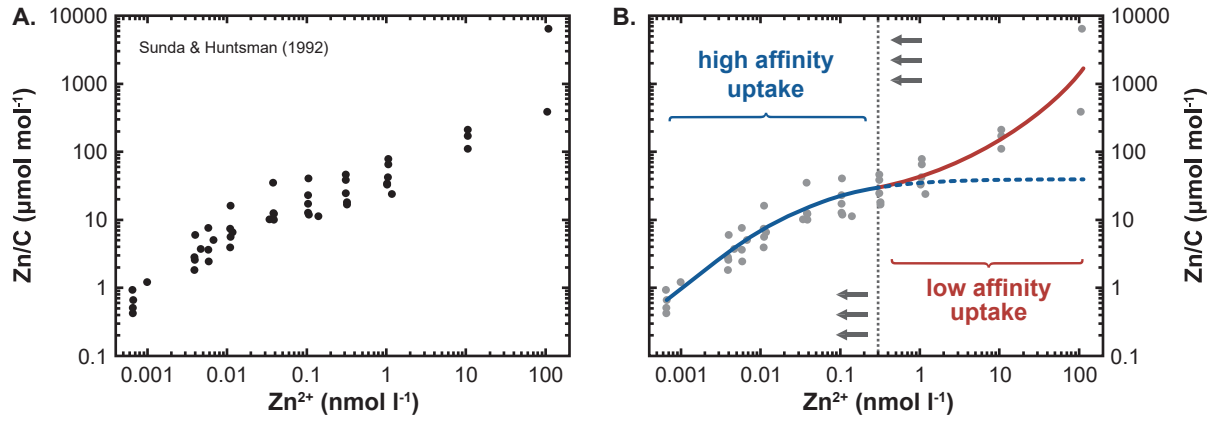 A.
Sunda & Huntsman (1992)
Zn/C (µmol mol⁻¹)
10000
1000
100
10
1
0.1
0.001 0.01 0.1 1 10 100
Zn²⁺ (nmol l⁻¹)
B.
high affinity
uptake
low affinity
uptake
0.001 0.01 0.1 1 10 100
Zn²⁺ (nmol l⁻¹)
10000
1000
100
10
1
0.1
Zn/C (µmol mol⁻¹)